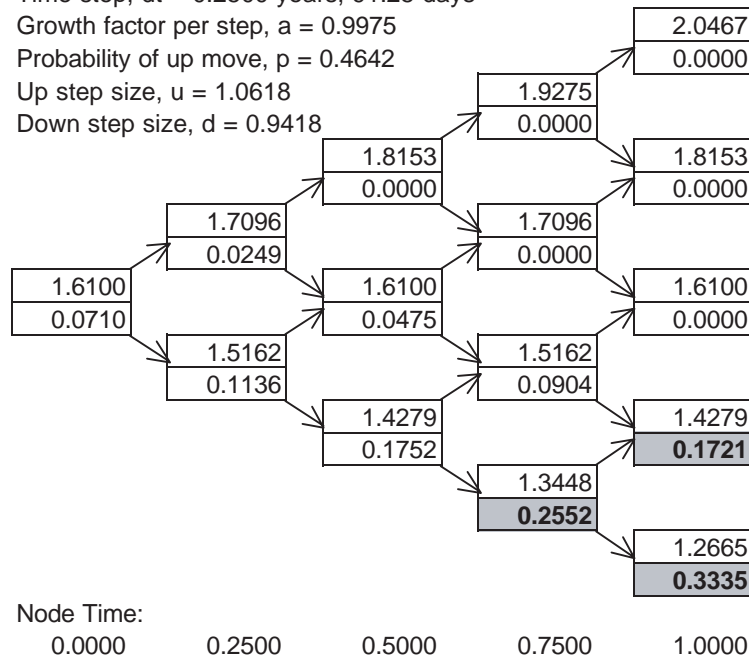 Growth factor per step, a = 0.9975 2.0467
Probability of up move, p = 0.4642 0.0000
Up step size, u = 1.0618 1.9275
Down step size, d = 0.9418 0.0000
1.8153 1.8153
0.0000 0.0000
1.7096 1.7096
0.0249 0.0000
1.6100 1.6100 1.6100
0.0710 0.0475 0.0000
1.5162 1.5162
0.1136 0.0904
1.4279 1.4279
0.1752 0.1721
1.3448
0.2552
1.2665
0.3335
Node Time:
0.0000 0.2500 0.5000 0.7500 1.0000